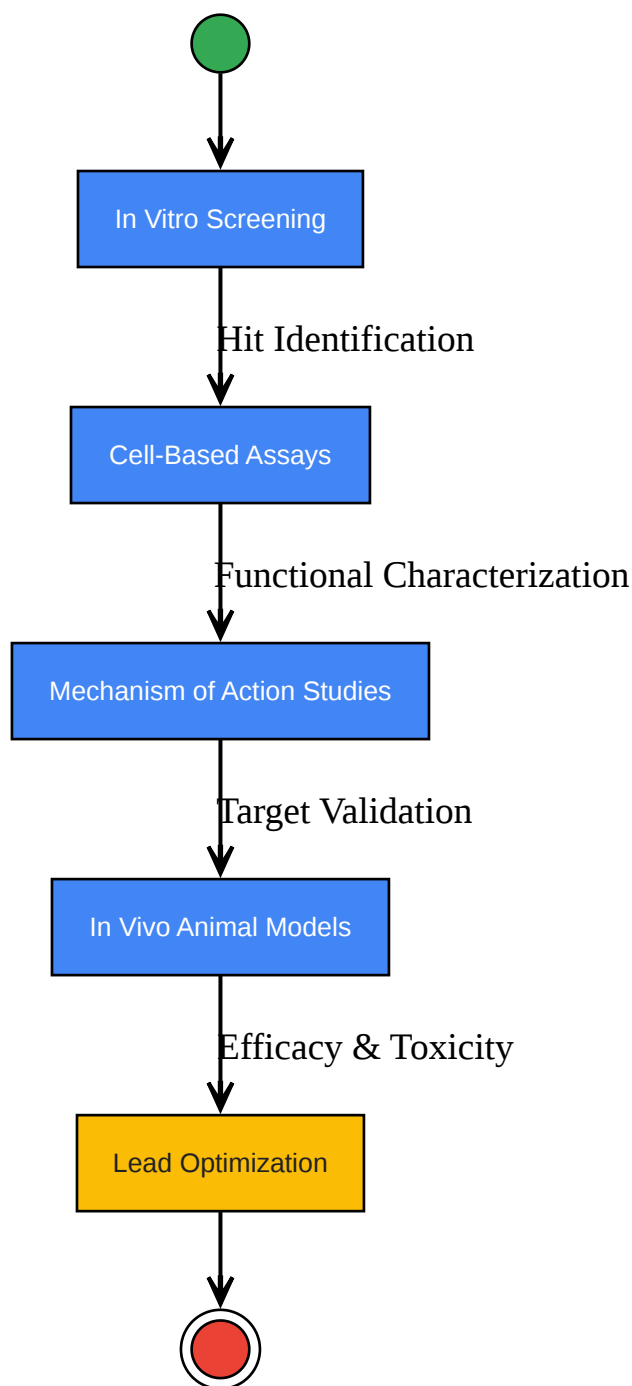 In Vitro Screening
Hit Identification
Cell-Based Assays
Functional Characterization
Mechanism of Action Studies
Target Validation
In Vivo Animal Models
Efficacy & Toxicity
Lead Optimization